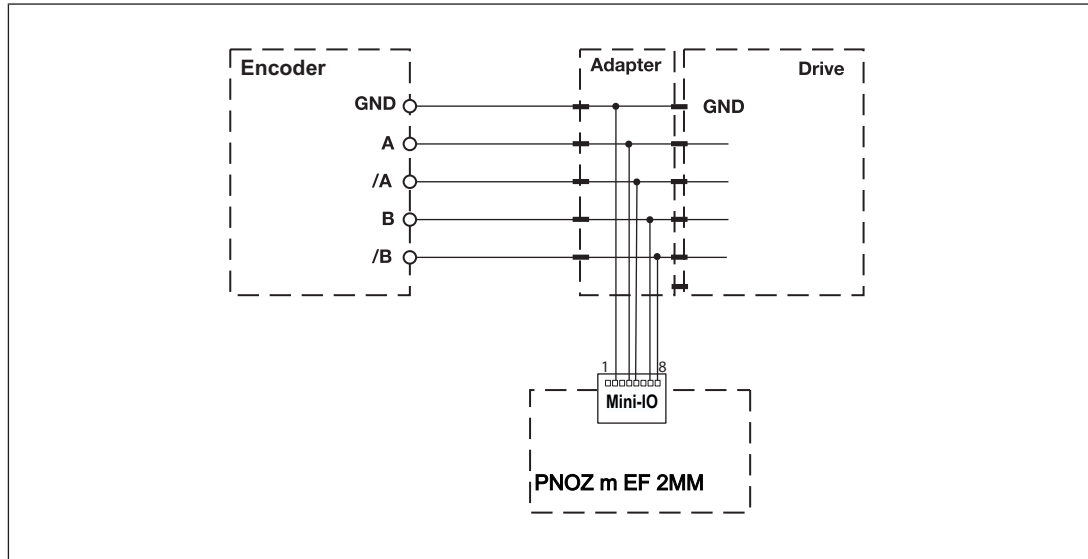 Encoder
Adapter
Drive
GND
GND
A
/A
B
/B
1
8
Mini-IO
PNOZ m EF 2MM